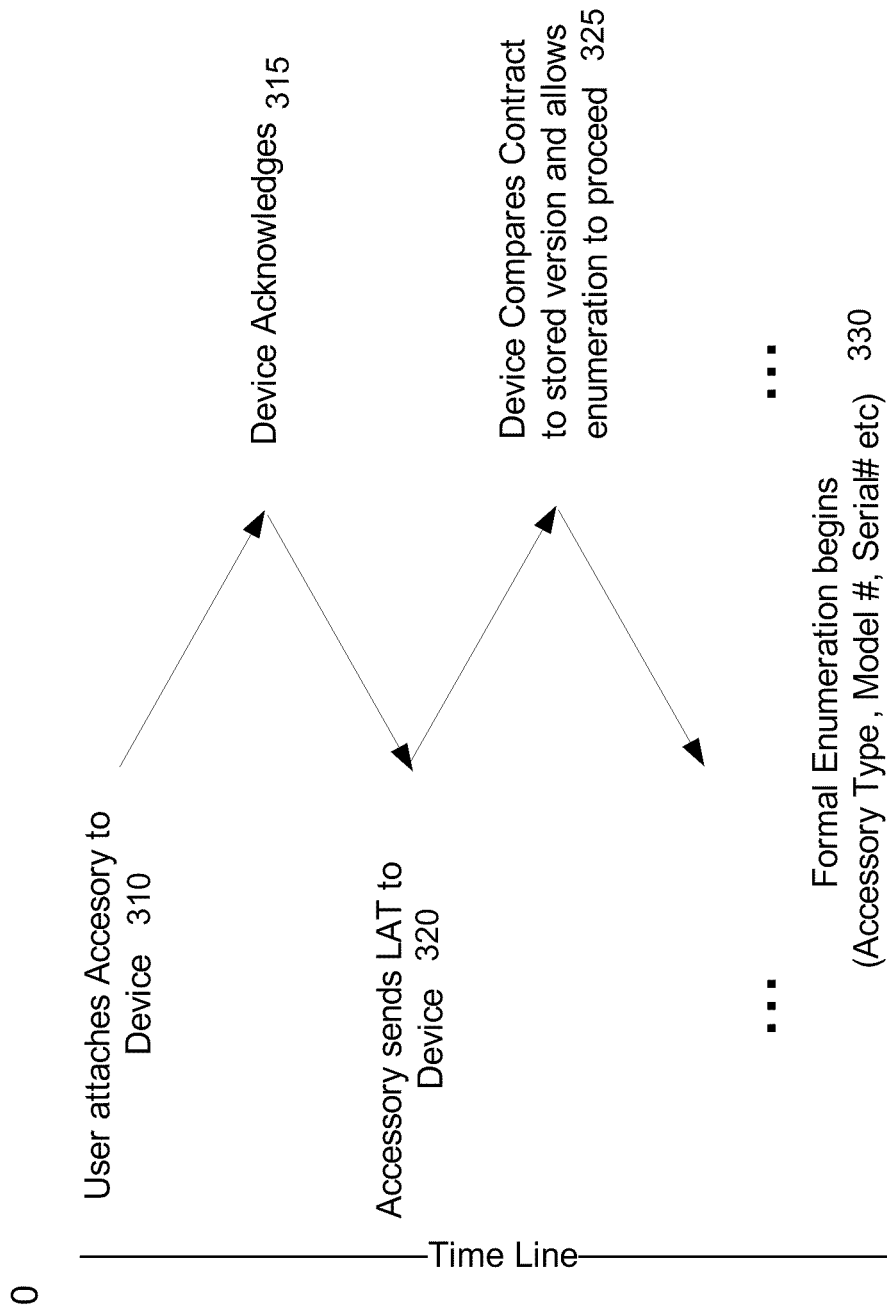 0
User attaches Accesory to
Device 310
Device Acknowledges 315
Accessory sends LAT to
Device 320
Device Compares Contract
to stored version and allows
enumeration to proceed 325
... ...
Formal Enumeration begins
(Accessory Type , Model #, Serial# etc) 330
Time Line